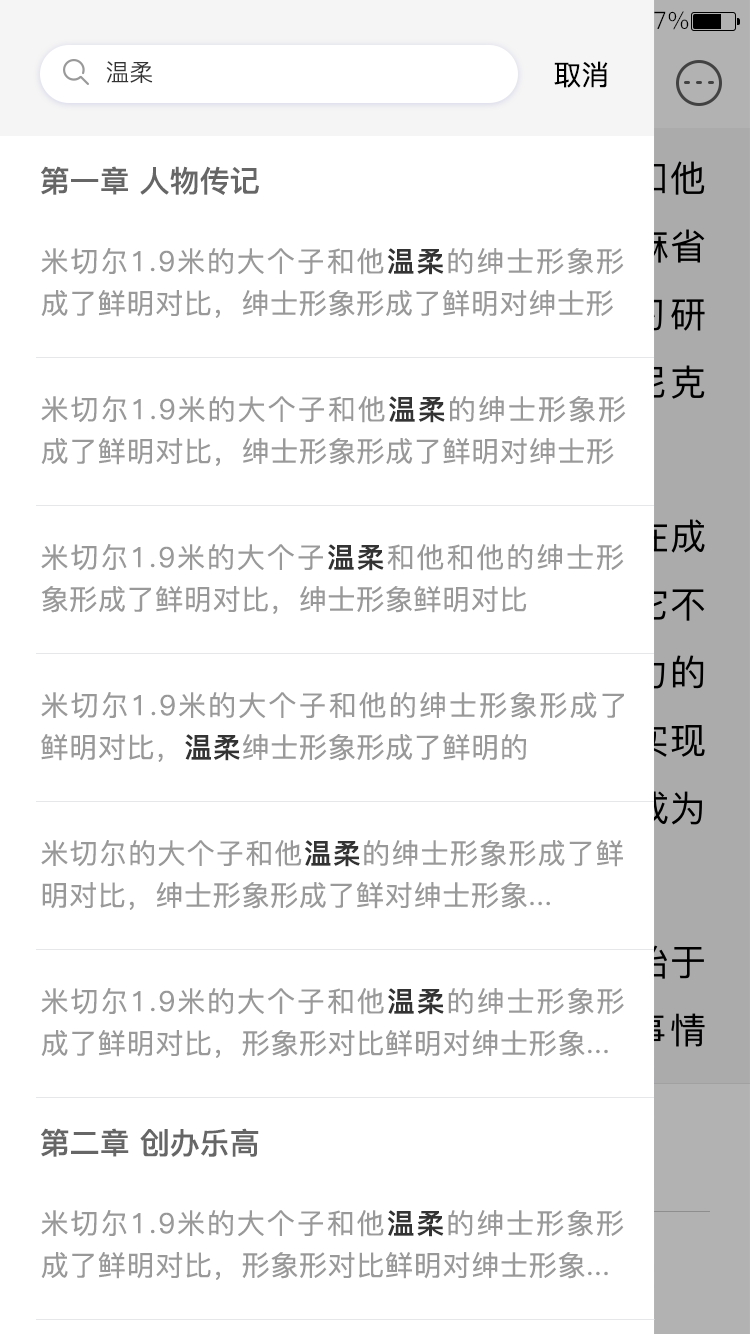 7%
温柔
取消
第一章 人物传记
米切尔1.9米的大个子和他温柔的绅士形象形
成了鲜明对比，绅士形象形成了鲜明对绅士形
米切尔1.9米的大个子和他温柔的绅士形象形
成了鲜明对比，绅士形象形成了鲜明对绅士形
米切尔1.9米的大个子温柔和他和他的绅士形
象形成了鲜明对比，绅士形象鲜明对比
米切尔1.9米的大个子和他的绅士形象形成了
鲜明对比，温柔绅士形象形成了鲜明的
米切尔的大个子和他温柔的绅士形象形成了鲜
明对比，绅士形象形成了鲜对绅士形象...
米切尔1.9米的大个子和他温柔的绅士形象形
成了鲜明对比，形象形对比鲜明对绅士形象...
第二章 创办乐高
米切尔1.9米的大个子和他温柔的绅士形象形
成了鲜明对比，形象形对比鲜明对绅士形象...
和他
麻省
的研
尼克
在成
它不
力的
实现
成为
始于
事情